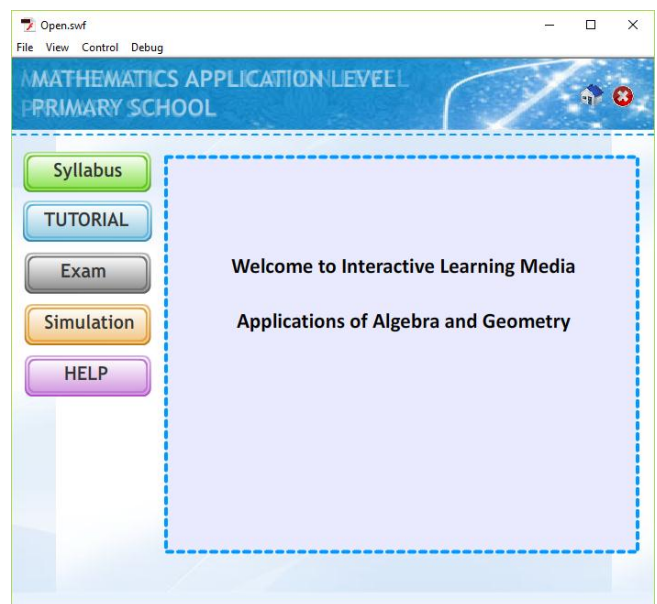 Open.swf
File View Control Debug
MATHEMATICS APPLICATION LEVEL
PRIMARY SCHOOL
Syllabus
TUTORIAL
Exam
Simulation
HELP
Welcome to Interactive Learning Media
Applications of Algebra and Geometry